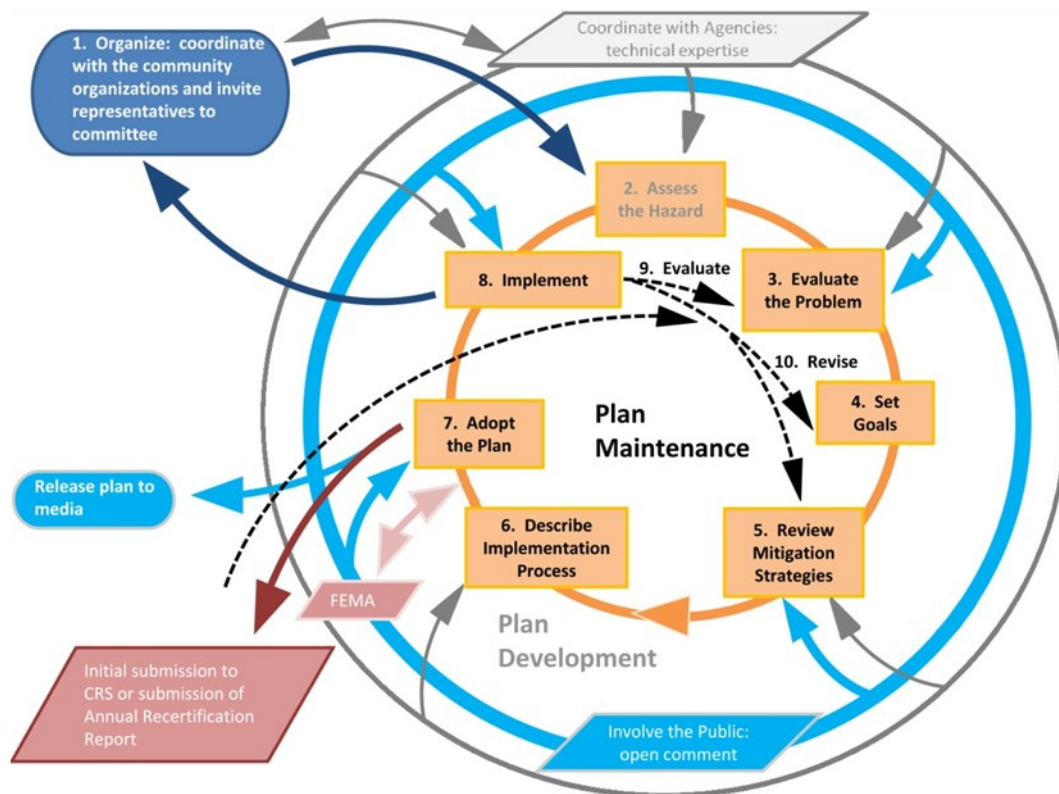 Coordinate with Agencies:
technical expertise
1. Organize: coordinate
with the community
organizations and invite
representatives to
committee
2. Assess
the Hazard
9. Evaluate
3. Evaluate
the Problem
8. Implement
10. Revise
4. Set
Goals
Plan
Maintenance
7. Adopt
the Plan
Release plan to
media
6. Describe
Implementation
Process
5. Review
Mitigation
Strategies
FEMA
Plan
Development
Initial submission to
CRS or submission of
Annual Recertification
Report
Involve the Public:
open comment